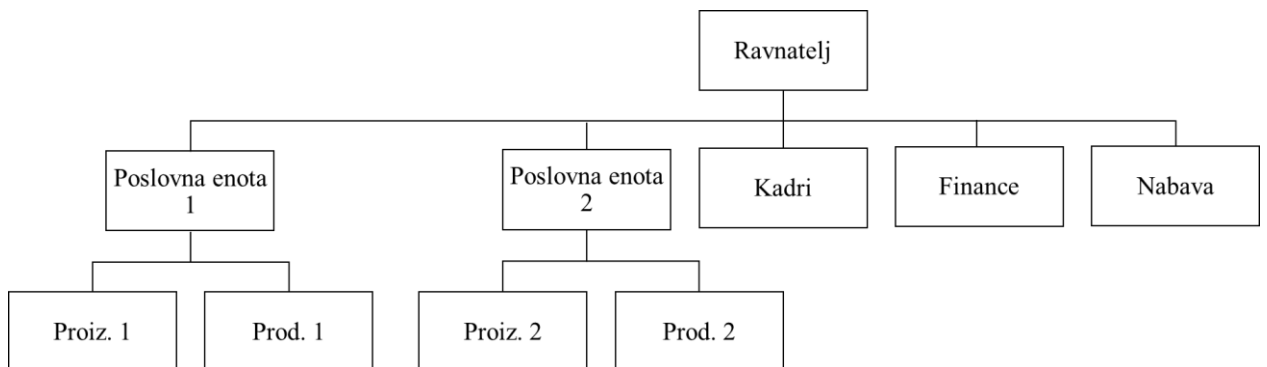 Ravnatelj
Poslovna enota
1
Poslovna enota
2
Kadri
Finance
Nabava
Proiz. 1
Prod. 1
Proiz. 2
Prod. 2